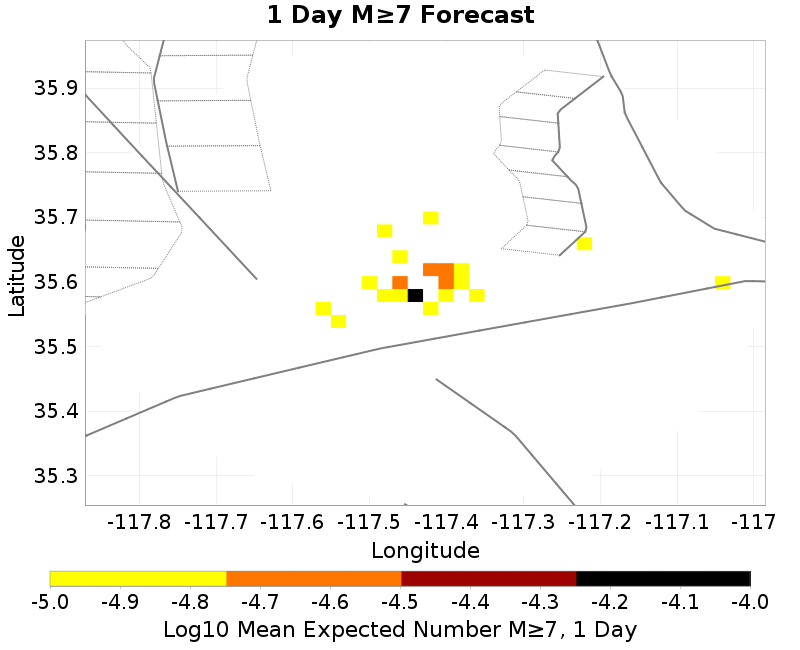 1 Day M≥7 Forecast
35.9
35.8
35.7
35.6
35.5
35.4
35.3
Latitude
-117.8 -117.7 -117.6 -117.5 -117.4 -117.3 -117.2 -117.1 -117
Longitude
-5.0 -4.9 -4.8 -4.7 -4.6 -4.5 -4.4 -4.3 -4.2 -4.1 -4.0
Log10 Mean Expected Number M≥7, 1 Day